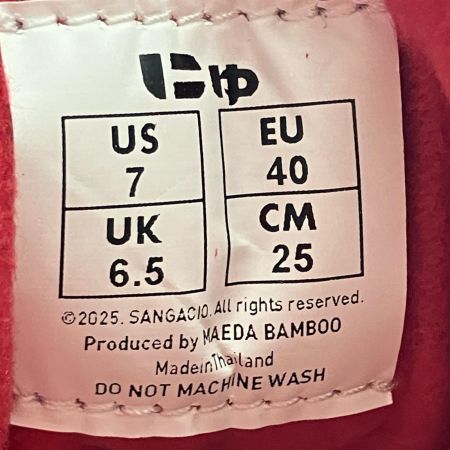 US EU
7 40
UK CM
6.5 25
©2025. SANGACIO. All rights reserved.
Produced by MAEDA BAMBOO
MadeinThailand
DO NOT MACHINE WASH